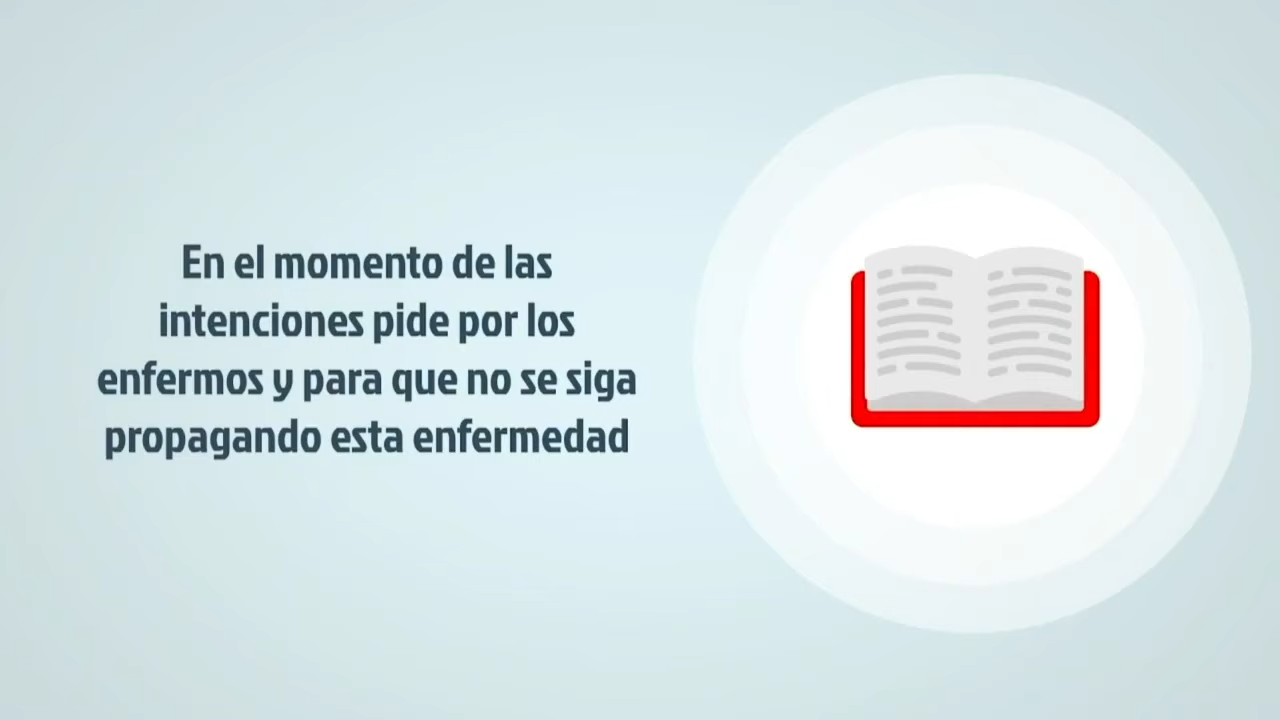 En el momento de las
intenciones pide por los
enfermos y para que no se siga
propagando esta enfermedad